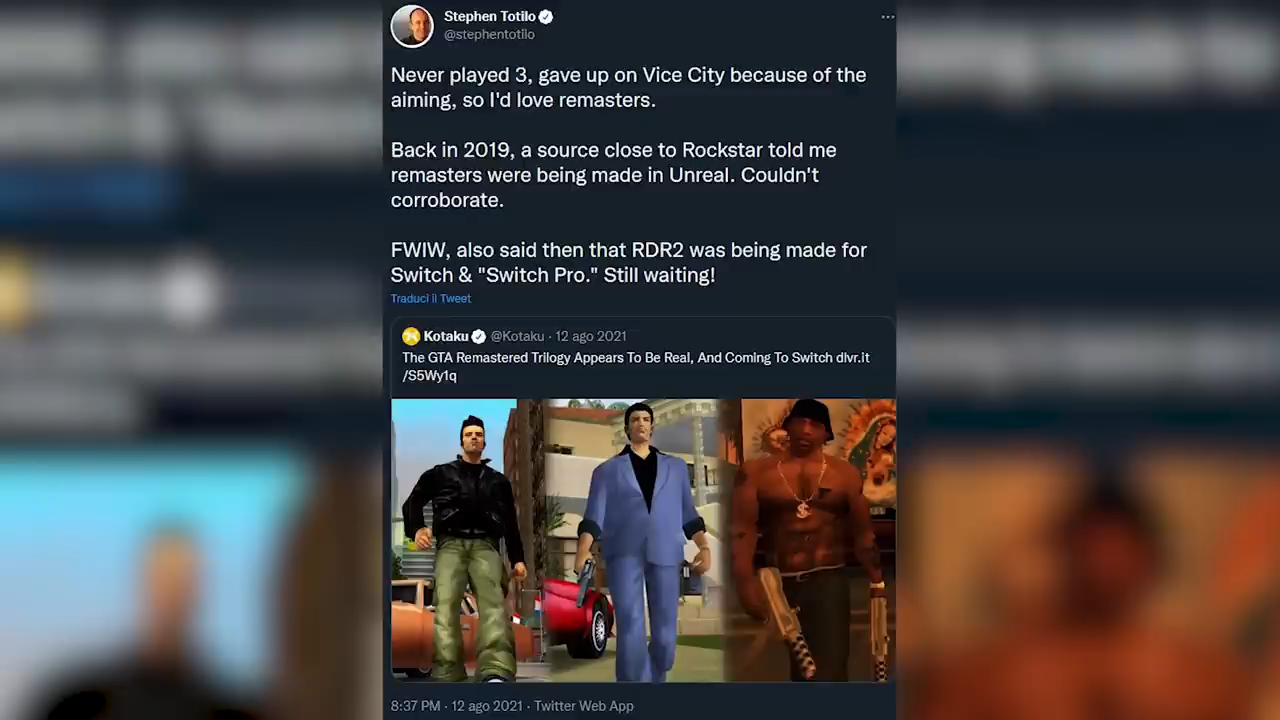 Stephen Totilo
@stephentotilo
Never played 3, gave up on Vice City because of the
aiming, so I'd love remasters.
Back in 2019, a source close to Rockstar told me
remasters were being made in Unreal. Couldn't
corroborate.
FWIW, also said then that RDR2 was being made for
Switch & "Switch Pro." Still waiting!
Traduci il Tweet
Kotaku @Kotaku · 12 ago 2021
The GTA Remastered Trilogy Appears To Be Real, And Coming To Switch dlvr.it
/S5Wy1q
8:37 PM · 12 ago 2021 · Twitter Web App